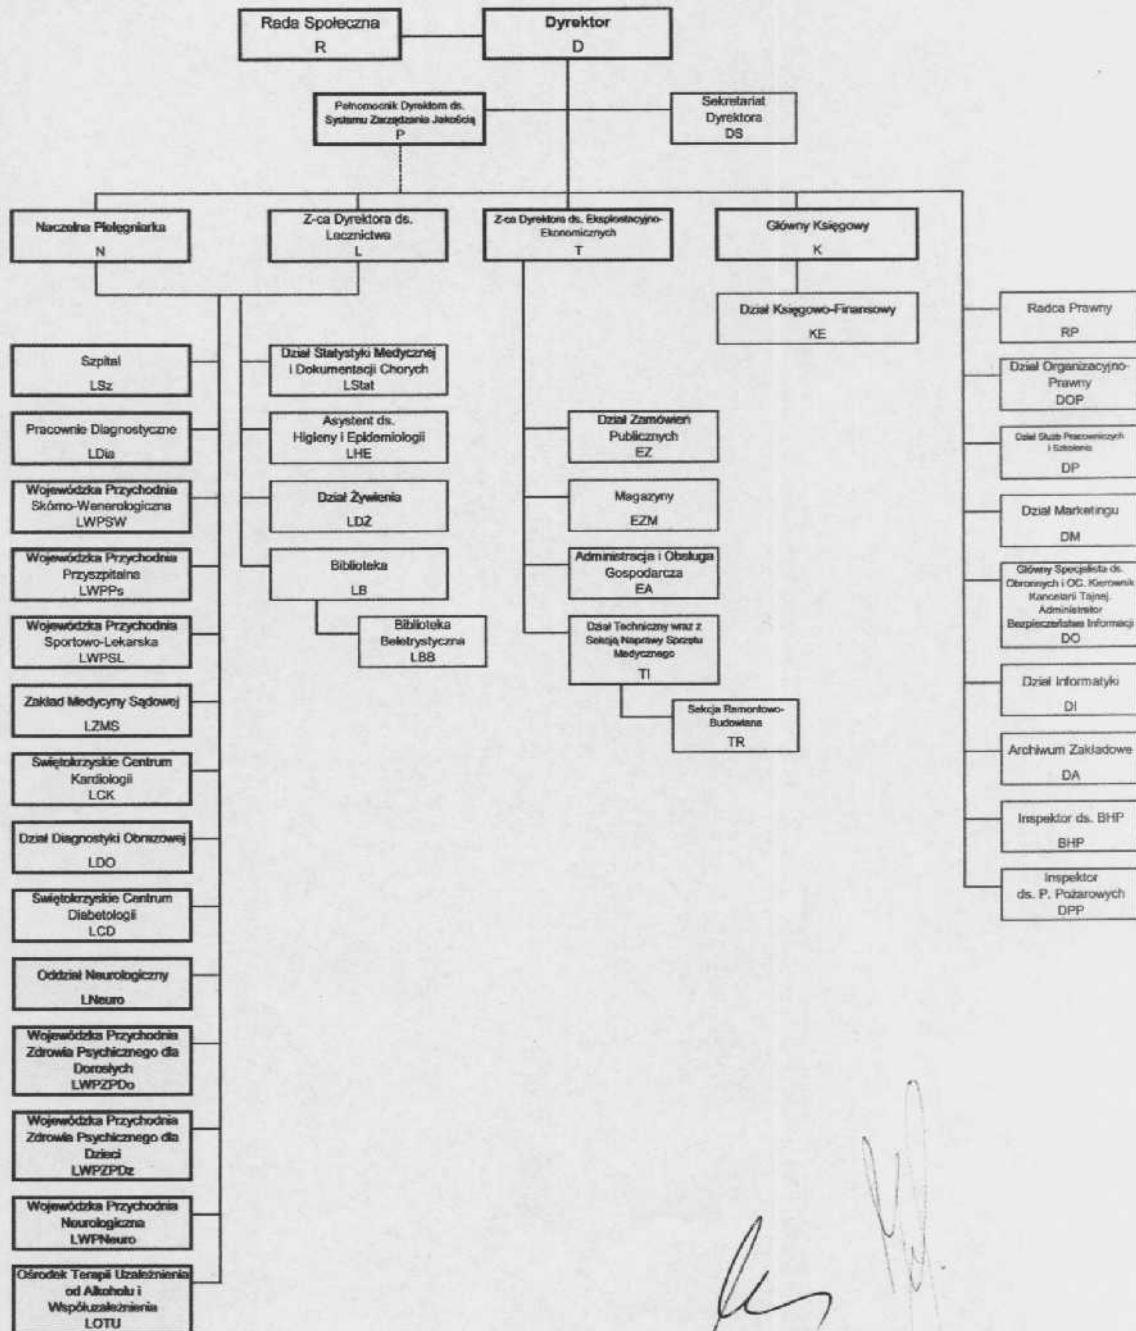 Rada Społeczna
R
Dyrektor
D
Pełnomocnik Dyrektora ds.
Systemu Zarządzania Jakością
P
Sekretariat
Dyrektora
DS
Naczelna Pielęgniarka
N
Z-ca Dyrektora ds.
Lecznictwa
L
Z-ca Dyrektora ds. Eksploatacyjno-
Ekonomicznych
T
Główny Księgowy
K
Dział Księgowo-Finansowy
KE
Szpital
LSz
Pracownie Diagnostyczne
LDia
Wojewódzka Przychodnia
Skórno-Wenerologiczna
LWPSW
Wojewódzka Przychodnia
Przyszpitalna
LWPPs
Wojewódzka Przychodnia
Sportowo-Lekarska
LWPSL
Zakład Medycyny Sądowej
LZMS
Świętokrzyskie Centrum
Kardiologii
LCK
Dział Diagnostyki Obrazowej
LDO
Świętokrzyskie Centrum
Diabetologii
LCD
Oddział Neurologiczny
LNeuro
Wojewódzka Przychodnia
Zdrowia Psychicznego dla
Dorosłych
LWPZPDo
Wojewódzka Przychodnia
Zdrowia Psychicznego dla
Dzieci
LWPZPDz
Wojewódzka Przychodnia
Neurologiczna
LWPNeuro
Ośrodek Terapii Uzależnienia
od Alkoholu i
Współuzależnienia
LOTU
Dział Statystyki Medycznej
i Dokumentacji Chorych
LStat
Asystent ds.
Higieny i Epidemiologii
LHE
Dział Żywienia
LDŻ
Biblioteka
LB
Biblioteka
Beletrystyczna
LBB
Dział Zamówień
Publicznych
EZ
Magazyny
EZM
Administracja i Obsługa
Gospodarcza
EA
Dział Techniczny wraz z
Sekcją Naprawy Sprzętu
Medycznego
TI
Sekcja Remontowo-
Budowlana
TR
Radca Prawny
RP
Dział Organizacyjno-
Prawny
DOP
Dział Służb Pracowniczych
i Szkolenia
DP
Dział Marketingu
DM
Główny Specjalista ds.
Obronnych i OC. Kierownik
Kancelarii Tajnej.
Administrator
Bezpieczeństwa Informacji
DO
Dział Informatyki
DI
Archiwum Zakładowe
DA
Inspektor ds. BHP
BHP
Inspektor
ds. P. Pożarowych
DPP